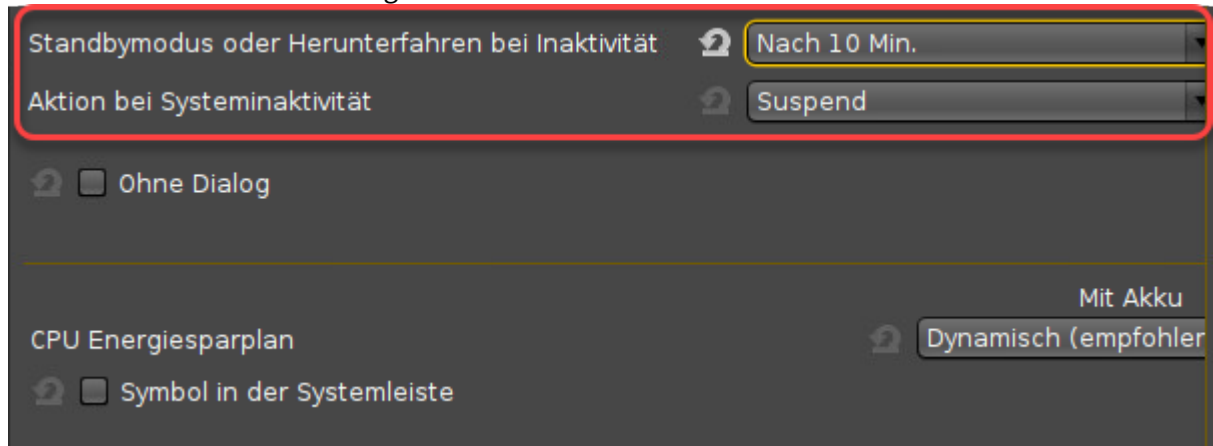 Standbymodus oder Herunterfahren bei Inaktivität Nach 10 Min.
Aktion bei Systeminaktivität Suspend
Ohne Dialog
Mit Akku
CPU Energiesparplan Dynamisch (empfohlen
Symbol in der Systemleiste